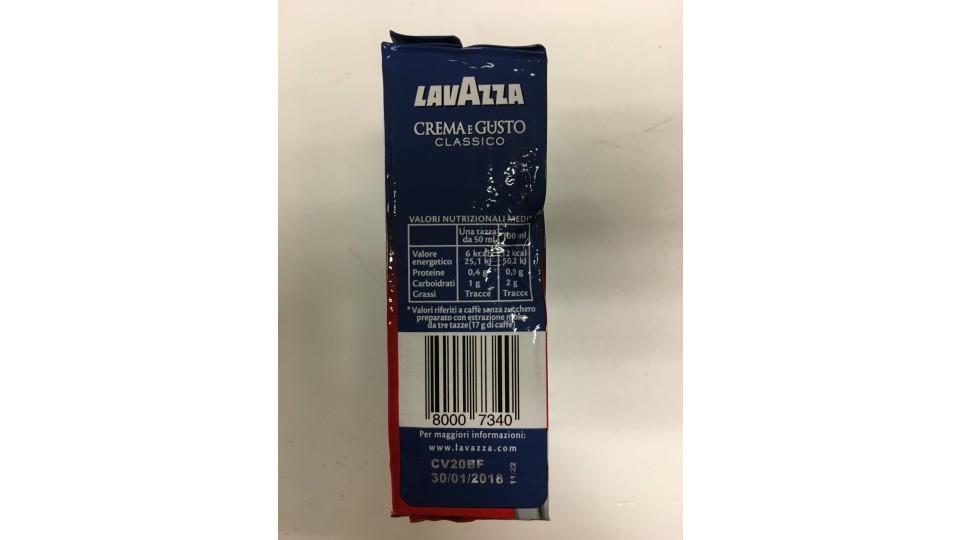 LAVAZZA
CREMA E GUSTO
CLASSICO
VALORI NUTRIZIONALI MEDI*
Una tazza da 50 ml 100 ml
Valore energetico 6 kcal 25,1 kJ 12 kcal 50,2 kJ
Proteine 0,4 g 0,9 g
Carboidrati 1 g 2 g
Grassi Tracce Tracce
*Valori riferiti a caffè senza zucchero
preparato con estrazione moka
da tre tazze (17 g di caffè)
8000 7340
Per maggiori informazioni:
www.lavazza.com
CV20BF
30/01/2018
11:22